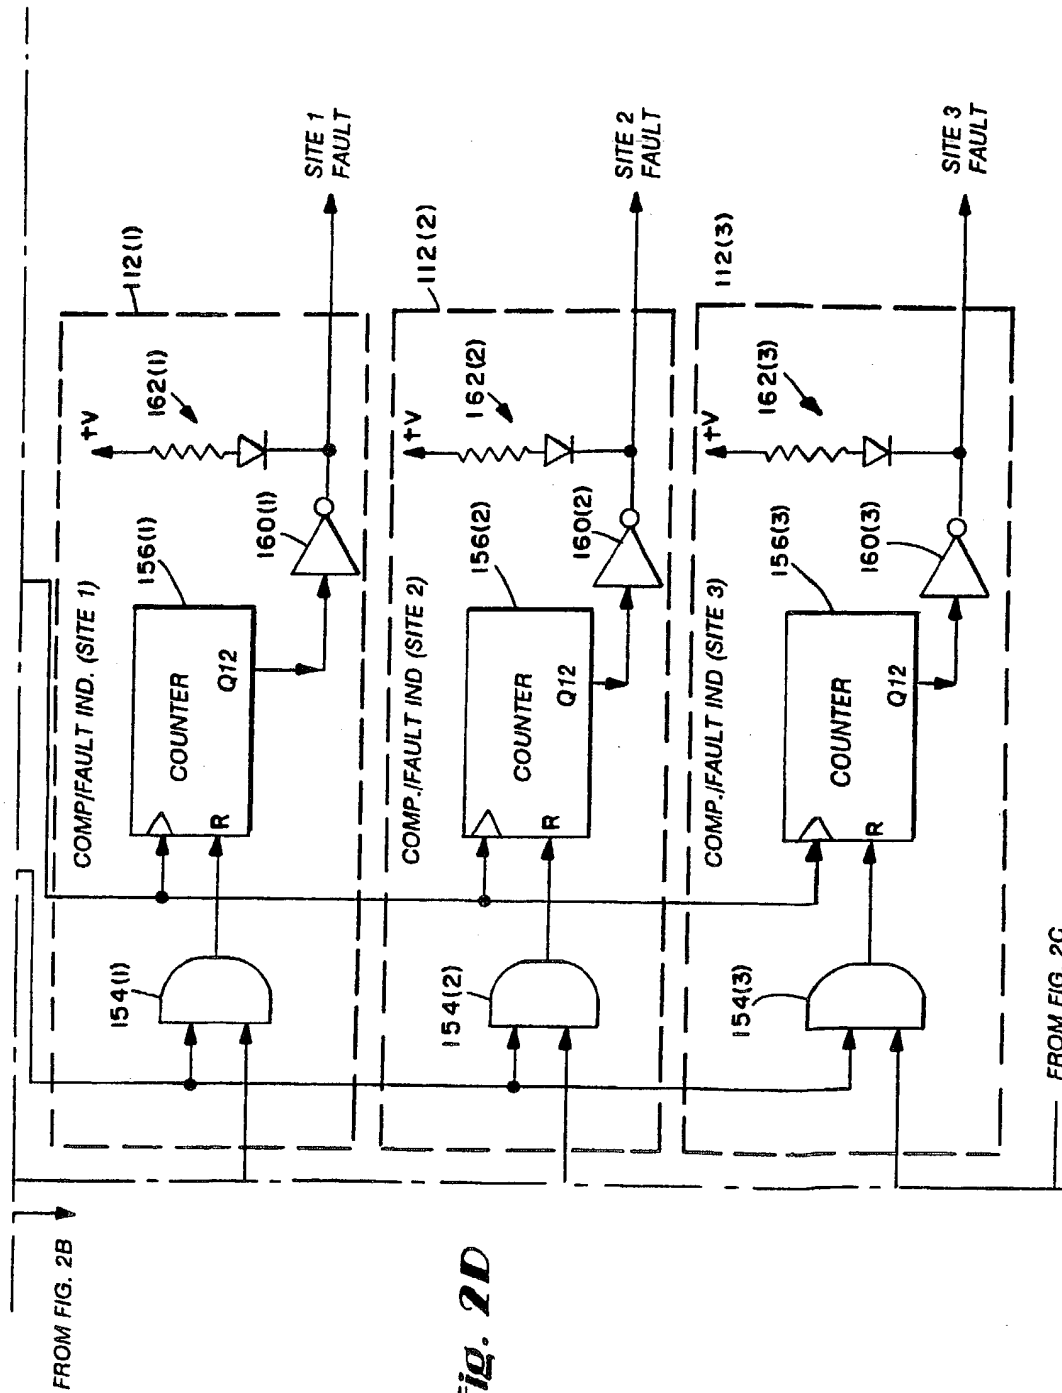 FROM FIG. 2B
112(1)
COMP/FAULT IND. (SITE 1)
154(1)
COUNTER
R
Q12
156(1)
160(1)
162(1)
+V
SITE 1
FAULT
112(2)
COMP./FAULT IND (SITE 2)
154(2)
COUNTER
R
Q12
156(2)
160(2)
162(2)
+V
SITE 2
FAULT
112(3)
COMP./FAULT IND (SITE 3)
154(3)
COUNTER
R
Q12
156(3)
160(3)
162(3)
+V
SITE 3
FAULT
FROM FIG. 2C
Fig. 2D